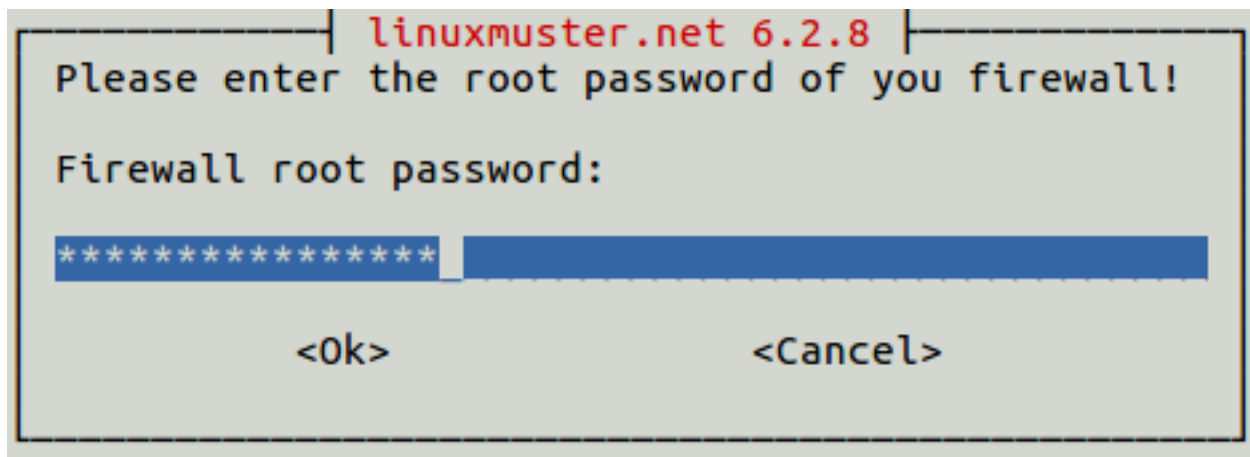 linuxmuster.net 6.2.8
Please enter the root password of you firewall!
Firewall root password:
****************_
<Ok> <Cancel>